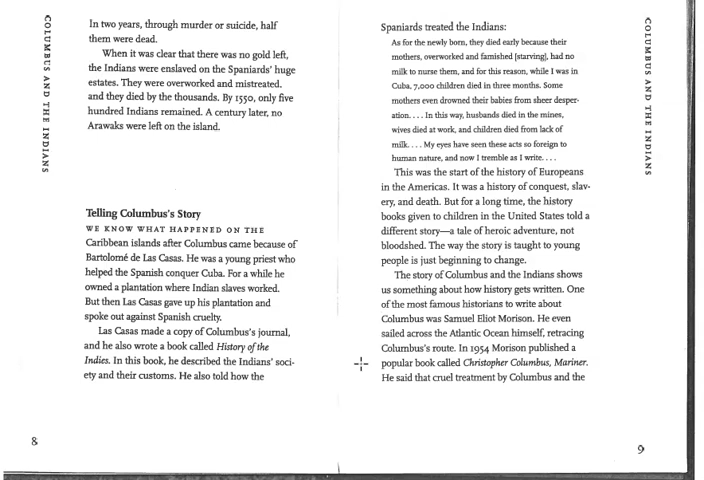 COLUMBUS AND THE INDIANS
In two years, through murder or suicide, half
them were dead.
When it was clear that there was no gold left,
the Indians were enslaved on the Spaniards' huge
estates. They were overworked and mistreated,
and they died by the thousands. By 1550, only five
hundred Indians remained. A century later, no
Arawaks were left on the island.
Telling Columbus's Story
WE KNOW WHAT HAPPENED ON THE
Caribbean islands after Columbus came because of
Bartolomé de Las Casas. He was a young priest who
helped the Spanish conquer Cuba. For a while he
owned a plantation where Indian slaves worked.
But then Las Casas gave up his plantation and
spoke out against Spanish cruelty.
Las Casas made a copy of Columbus's journal,
and he also wrote a book called History of the
Indies. In this book, he described the Indians' soci-
ety and their customs. He also told how the
8
Spaniards treated the Indians:
As for the newly born, they died early because their
mothers, overworked and famished [starving], had no
milk to nurse them, and for this reason, while I was in
Cuba, 7,000 children died in three months. Some
mothers even drowned their babies from sheer desper-
ation. . . . In this way, husbands died in the mines,
wives died at work, and children died from lack of
milk. . . . My eyes have seen these acts so foreign to
human nature, and now I tremble as I write. . . .
This was the start of the history of Europeans
in the Americas. It was a history of conquest, slav-
ery, and death. But for a long time, the history
books given to children in the United States told a
different story—a tale of heroic adventure, not
bloodshed. The way the story is taught to young
people is just beginning to change.
The story of Columbus and the Indians shows
us something about how history gets written. One
of the most famous historians to write about
Columbus was Samuel Eliot Morison. He even
sailed across the Atlantic Ocean himself, retracing
Columbus's route. In 1954 Morison published a
popular book called Christopher Columbus, Mariner.
He said that cruel treatment by Columbus and the
COLUMBUS AND THE INDIANS
9